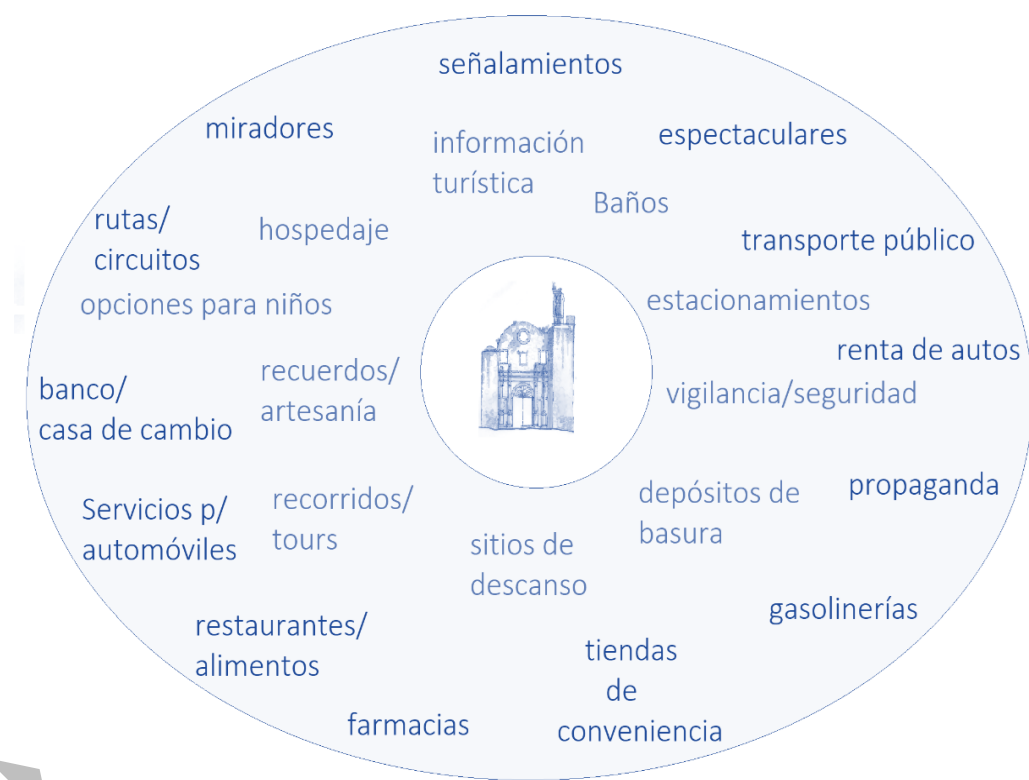 señalamientos
miradores
espectaculares
información
turística
Baños
rutas/
circuitos
hospedaje
transporte público
opciones para niños
estacionamientos
renta de autos
banco/
casa de cambio
recuerdos/
artesanía
vigilancia/seguridad
Servicios p/
automóviles
recorridos/
tours
sitios de
descanso
depósitos de
basura
propaganda
gasolinerías
restaurantes/
alimentos
tiendas
de
conveniencia
farmacias